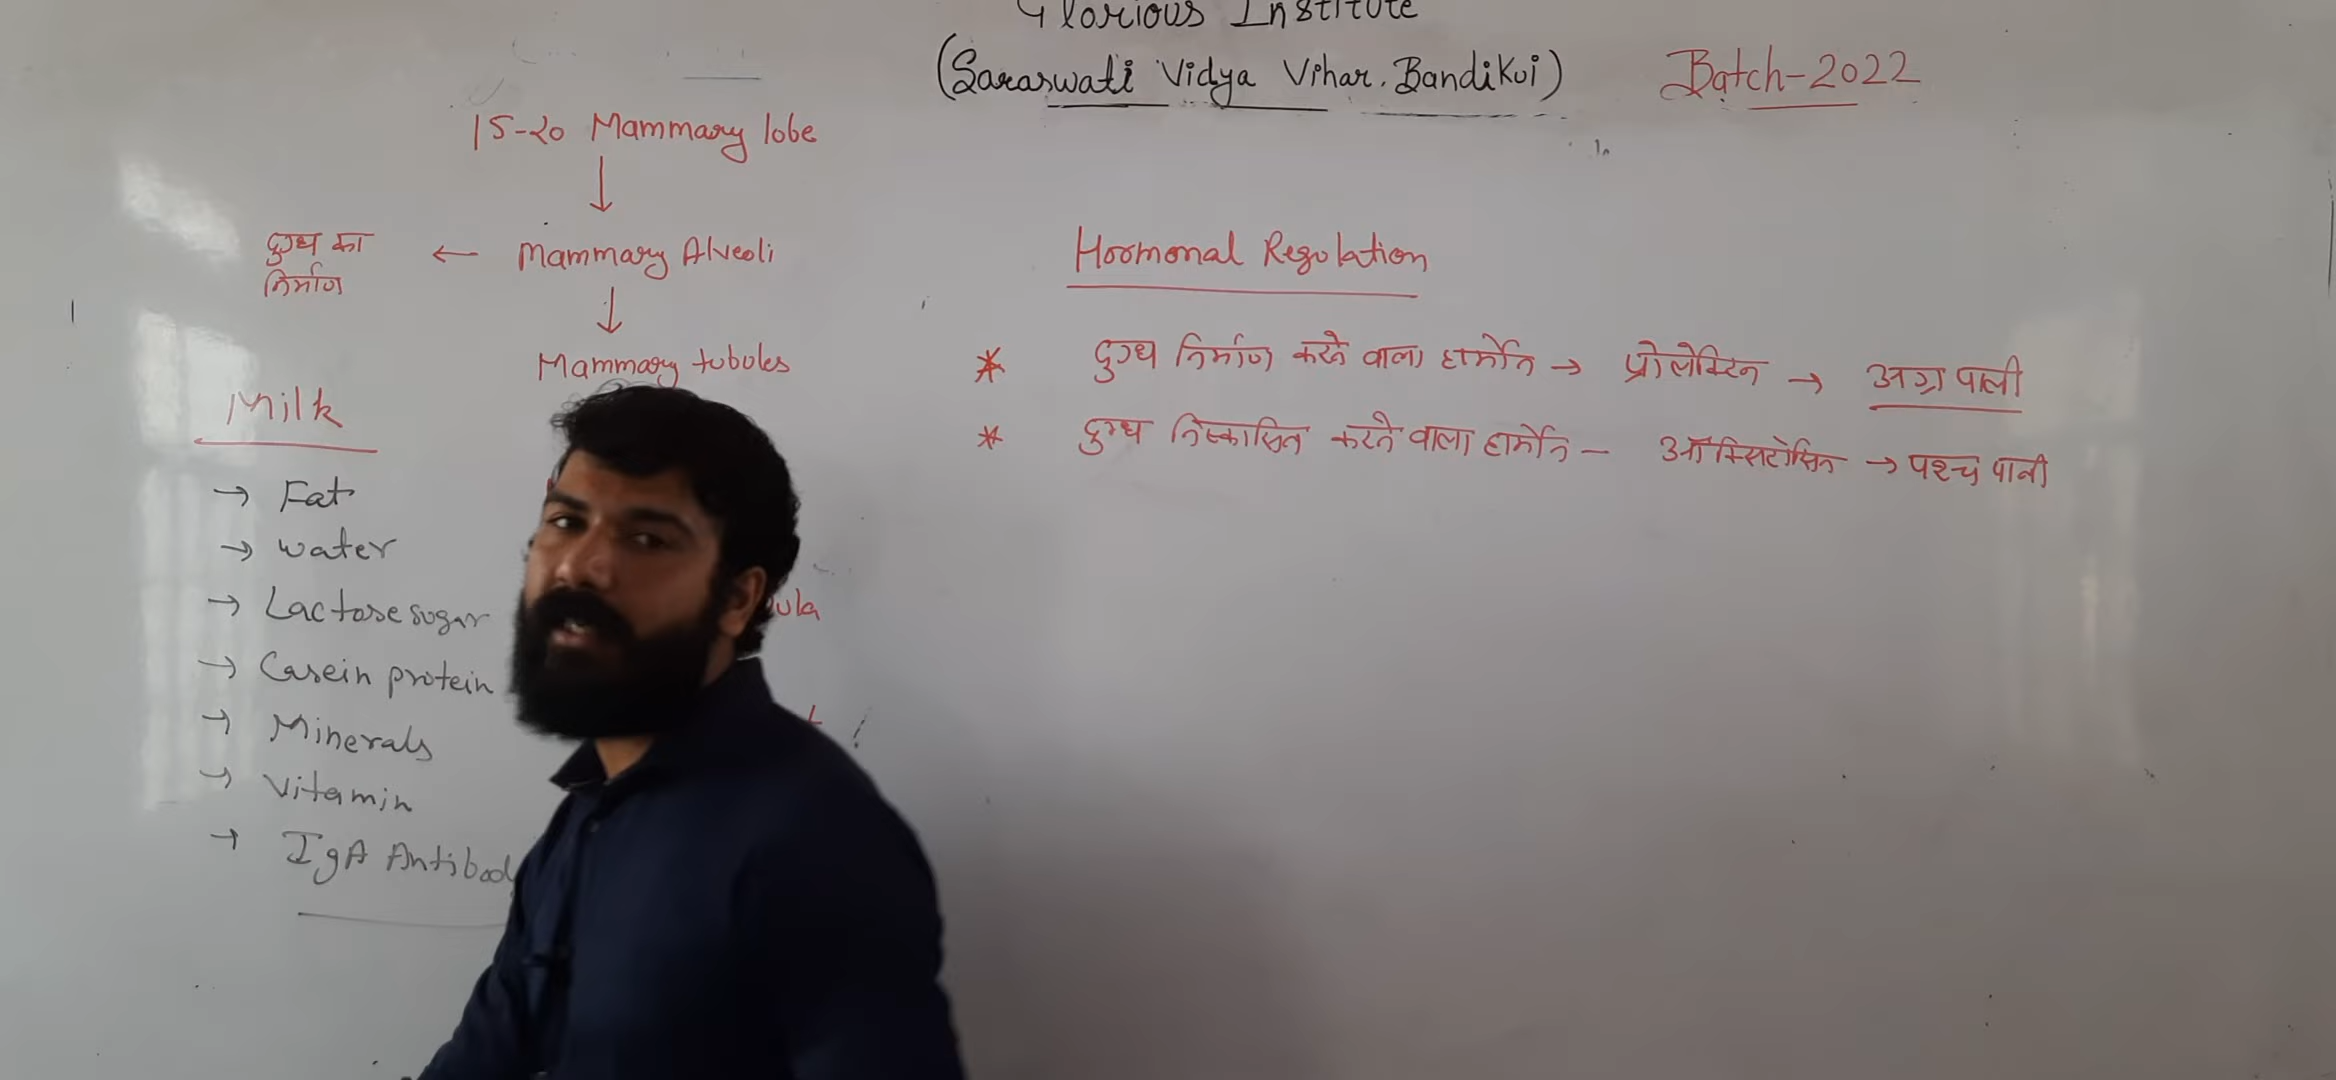 Glorious Institute
(Saraswati Vidya Vihar. Bandikui)
Batch-2022
15-20 Mammary lobe
↓
दुग्ध का
निर्माण
← Mammary Alveoli
↓
Mammary tubules
Milk
→ Fat
→ water
→ Lactose sugar
→ Casein protein
→ Minerals
→ Vitamin
→ IgA Antibod
Hormonal Regulation
* दुग्ध निर्माण करने वाला हार्मोन → प्रोलेक्टिन → अग्र पाली
* दुग्ध निष्कासित करने वाला हार्मोन - ऑक्सिटोसिन → पश्च पाली